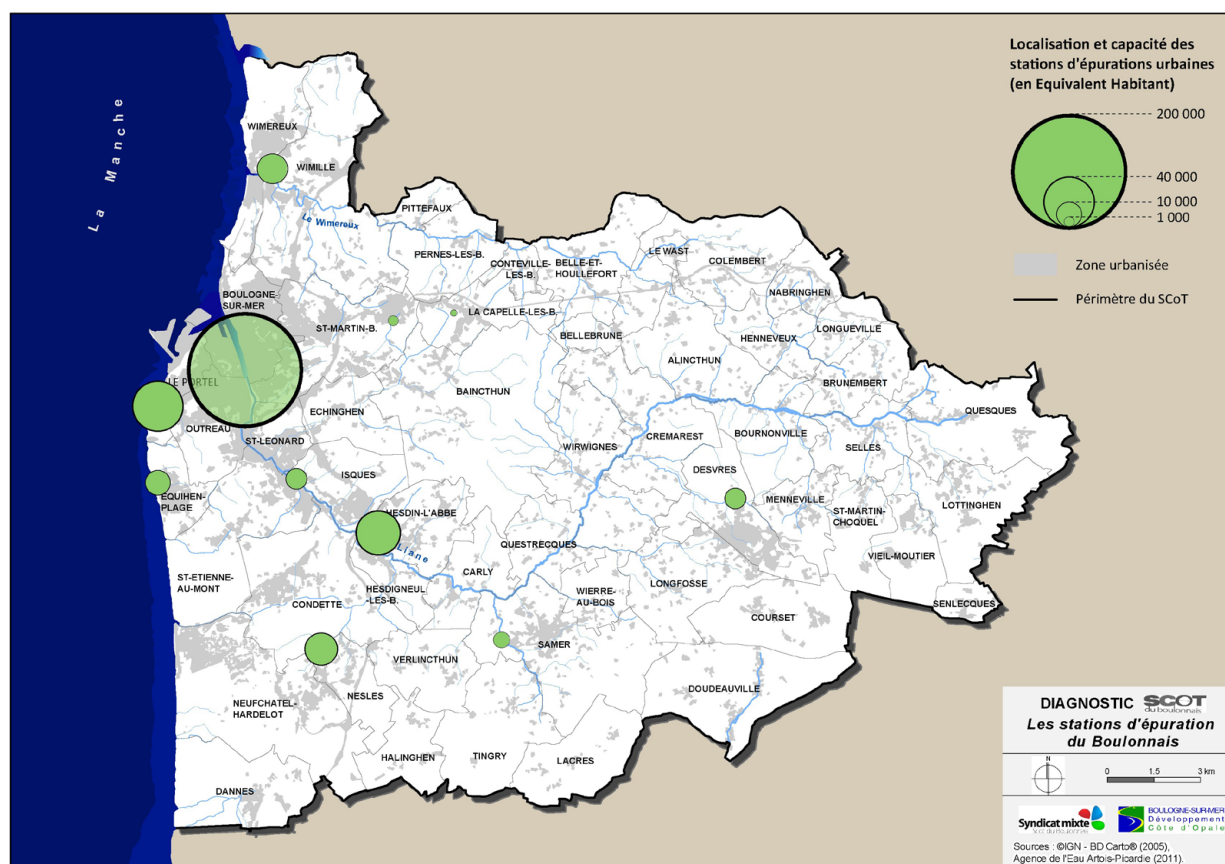 Localisation et capacité des
stations d'épurations urbaines
(en Equivalent Habitant)
200 000
40 000
10 000
1 000
Zone urbanisée
Périmètre du SCoT
La Manche
WIMEREUX
WIMILLE
Le Wimereux
PITTEFAUX
PERNES-LES-B.
CONTEVILLE-
LES-B.
BELLE-ET-
HOULLEFORT
LE WAST
COLEMBERT
NABRINGHEN
BOULOGNE-
SUR-MER
ST-MARTIN-B.
LA CAPELLE-LES-B.
BELLEBRUNE
HENNEVEUX
LONGUEVILLE
ALINCTHUN
BRUNEMBERT
LE PORTEL
BAINCTHUN
QUESQUES
ECHINGHEN
OUTREAU
ST-LEONARD
CREMAREST
BOURNONVILLE
WIRWIGNES
SELLES
ISQUES
DESVRES
EQUIHEN-
PLAGE
MENNEVILLE
ST-MARTIN-
CHOQUEL
LOTTINGHEN
HESDIN-L'ABBE
Liane
QUESTRECQUES
VIEIL-MOUTIER
ST-ETIENNE-
AU-MONT
CARLY
LONGFOSSE
HESDIGNEUL
-LES-B.
WIERRE-
AU-BOIS
CONDETTE
SENLECQUES
COURSET
SAMER
VERLINCTHUN
DOUDEAUVILLE
NESLES
NEUFCHATEL-
HARDELOT
HALINGHEN
TINGRY
LACRES
DANNES
DIAGNOSTIC SCOT
du boulonnais
Les stations d'épuration
du Boulonnais
N
0 1.5 3 km
Syndicat mixte
Scot du Boulonnais
BOULOGNE-SUR-MER
Développement
Côte d'Opale
Sources : ©IGN - BD Carto® (2005),
Agence de l'Eau Artois-Picardie (2011).